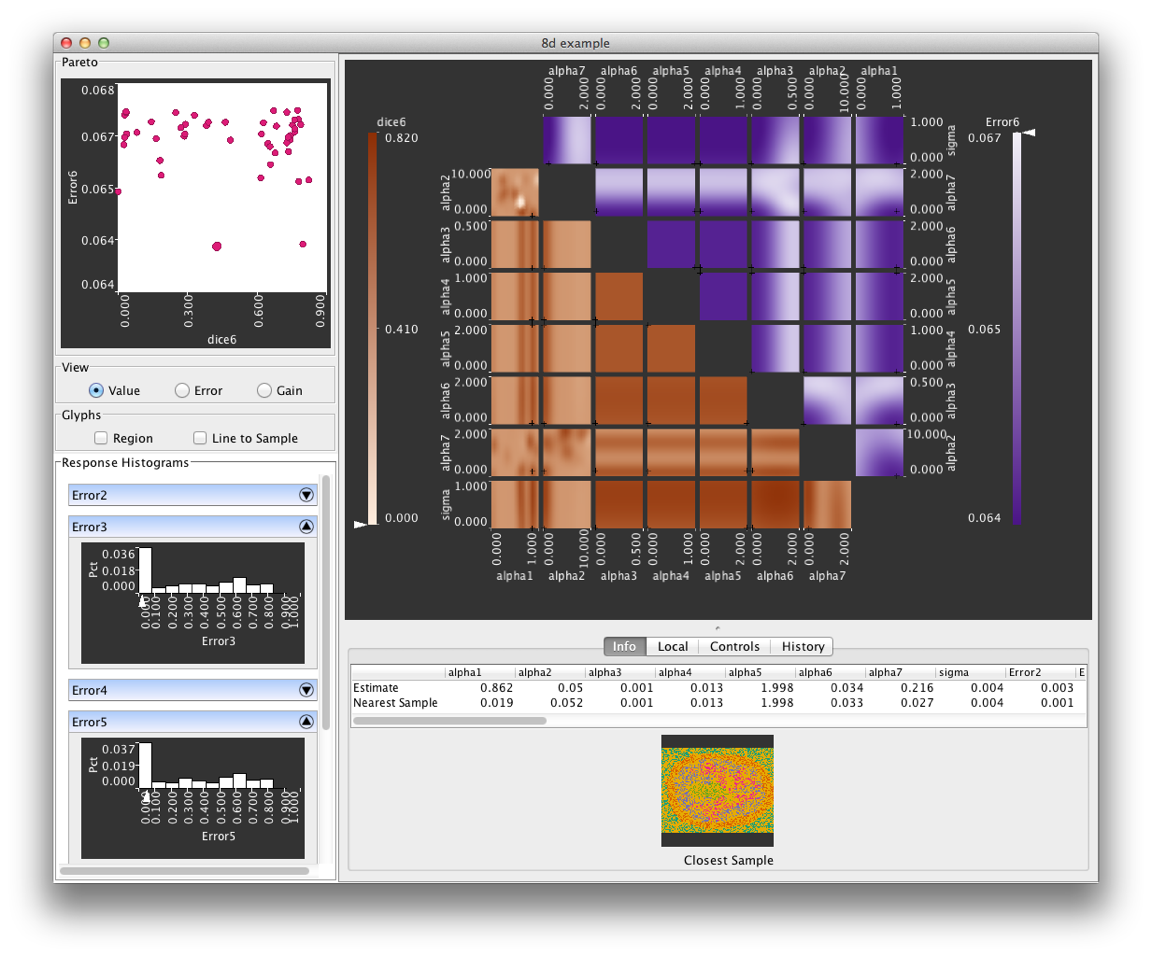 8d example
Pareto
0.068
0.067
0.065
0.064
0.064
Error6
0.000
0.300
0.600
0.900
dice6
View
Value Error Gain
Glyphs
Region Line to Sample
Response Histograms
Error2
Error3
0.036
0.018
0.000
Pct
0.000 0.100 0.200 0.300 0.400 0.500 0.600 0.700 0.800 0.900 1.000
Error3
Error4
Error5
0.037
0.019
0.000
Pct
0.000 0.100 0.200 0.300 0.400 0.500 0.600 0.700 0.800 0.900 1.000
Error5
alpha7 alpha6 alpha5 alpha4 alpha3 alpha2 alpha1
0.000 2.000 0.000 2.000 0.000 2.000 0.000 1.000 0.000 0.500 0.000 10.000 0.000 1.000
dice6
0.820
0.410
0.000
Error6
0.067
0.065
0.064
1.000
0.000
sigma
10.000
0.000
alpha2
2.000
0.000
alpha7
0.500
0.000
alpha3
2.000
0.000
alpha6
1.000
0.000
alpha4
2.000
0.000
alpha5
2.000
0.000
alpha5
1.000
0.000
alpha4
2.000
0.000
alpha6
0.500
0.000
alpha3
2.000
0.000
alpha7
10.000
0.000
alpha2
1.000
0.000
sigma
0.000 1.000 0.000 10.000 0.000 0.500 0.000 1.000 0.000 2.000 0.000 2.000 0.000 2.000
alpha1 alpha2 alpha3 alpha4 alpha5 alpha6 alpha7
Info Local Controls History
alpha1 alpha2 alpha3 alpha4 alpha5 alpha6 alpha7 sigma Error2 E
Estimate 0.862 0.05 0.001 0.013 1.998 0.034 0.216 0.004 0.003
Nearest Sample 0.019 0.052 0.001 0.013 1.998 0.033 0.027 0.004 0.001
Closest Sample